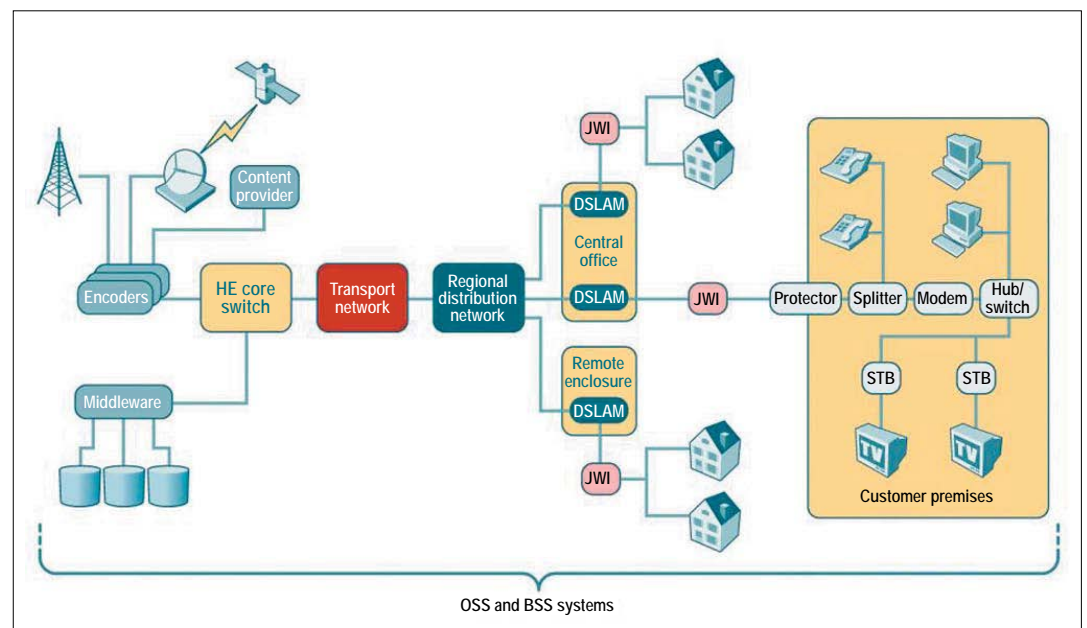 Content
provider
Encoders
HE core
switch
Transport
network
Regional
distribution
network
Middleware
JWI
DSLAM
Central
office
DSLAM
JWI
Remote
enclosure
DSLAM
JWI
Protector
Splitter
Modem
Hub/
switch
STB
STB
TV
TV
Customer premises
OSS and BSS systems